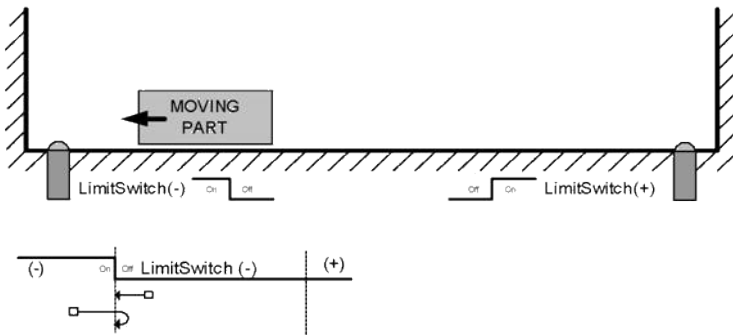 MOVING
PART
LimitSwitch(-) On Off
Off On LimitSwitch(+)
(-) On Off LimitSwitch (-) (+)